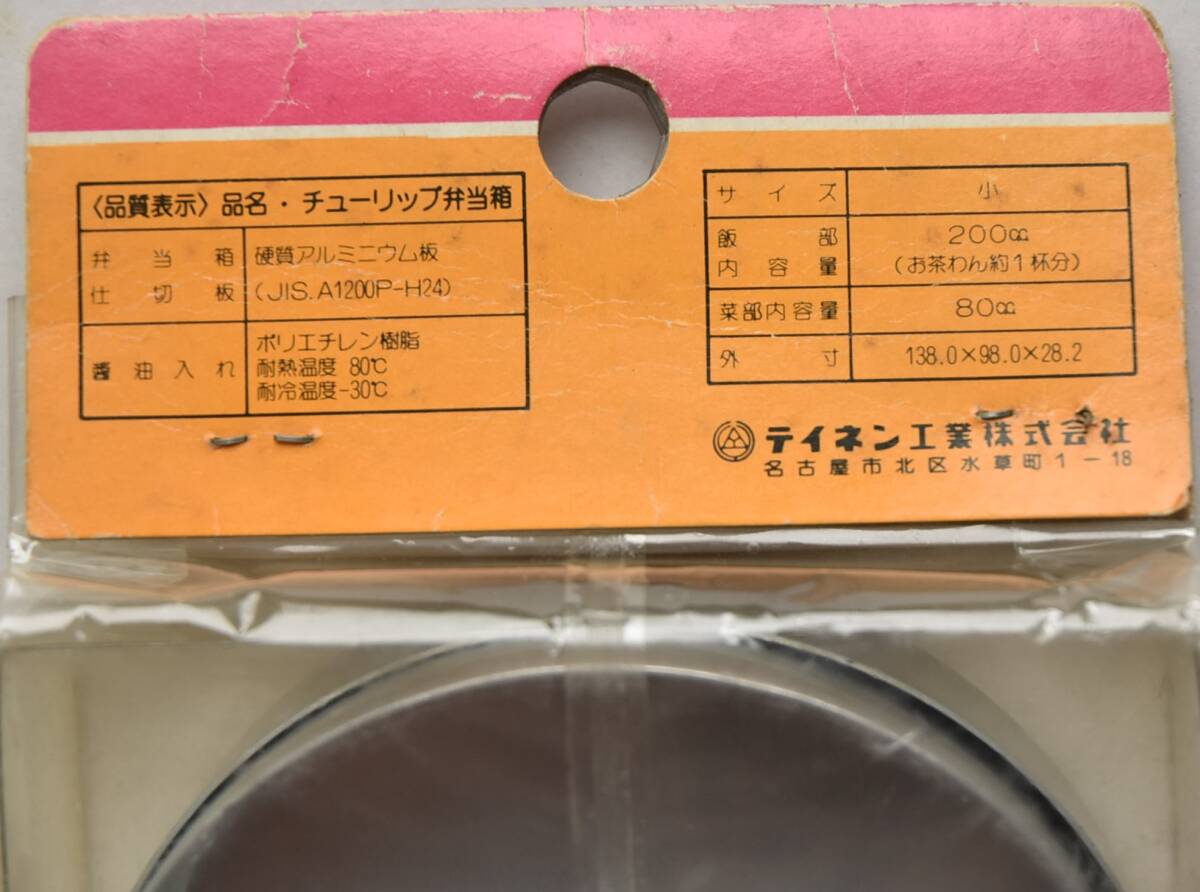 〈品質表示〉品名・チューリップ弁当箱
弁当箱
仕切板
硬質アルミニウム板
(JIS.A1200P-H24)
醬油入れ
ポリエチレン樹脂
耐熱温度 80℃
耐冷温度-30℃
サイズ 小
飯部
内容量
200㏄
(お茶わん約1杯分)
菜部内容量 80㏄
外寸 138.0×98.0×28.2
テイネン工業株式会社
名古屋市北区水草町1-18